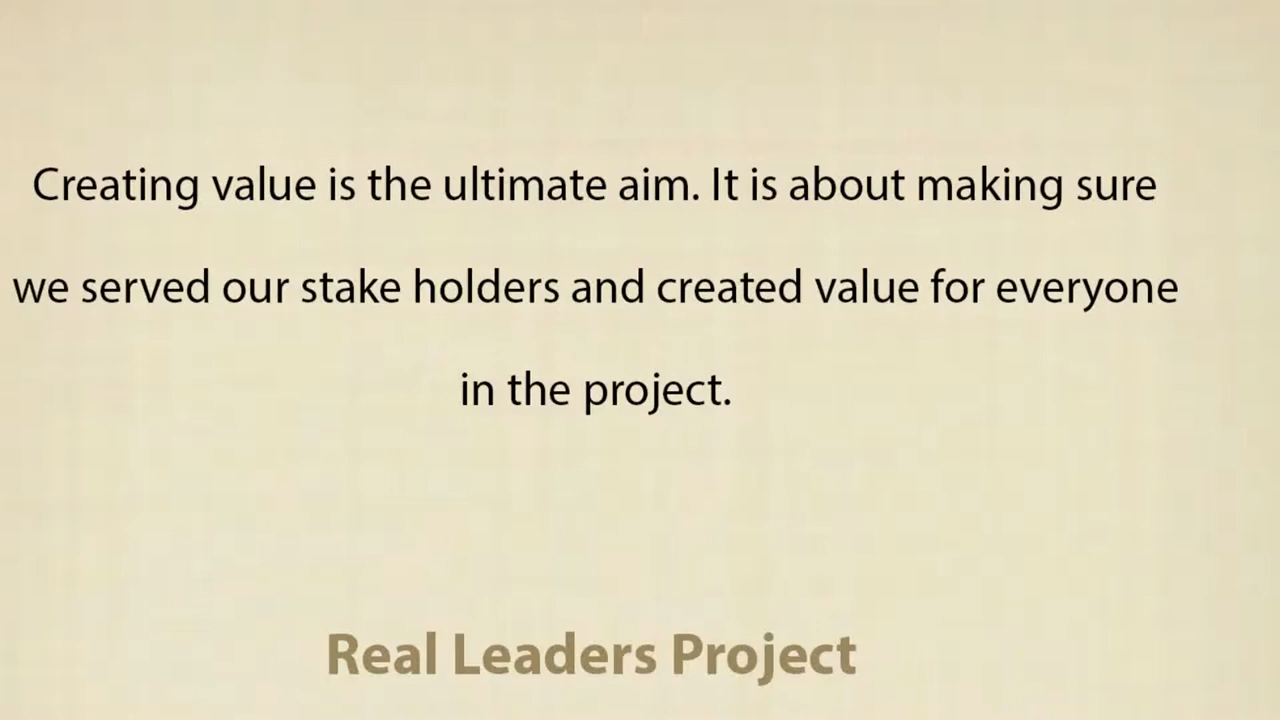 Creating value is the ultimate aim. It is about making sure
we served our stake holders and created value for everyone
in the project.
Real Leaders Project